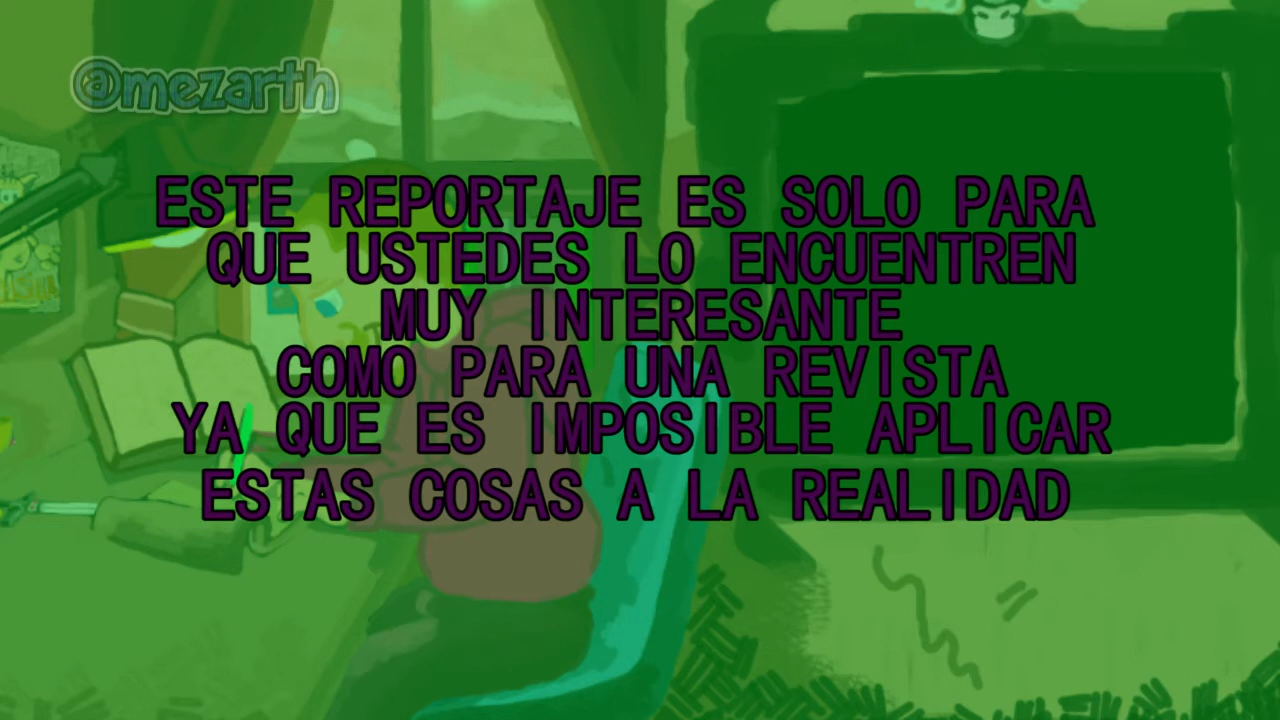 @mezarth
ESTE REPORTAJE ES SOLO PARA
QUE USTEDES LO ENCUENTREN
MUY INTERESANTE
COMO PARA UNA REVISTA
YA QUE ES IMPOSIBLE APLICAR
ESTAS COSAS A LA REALIDAD